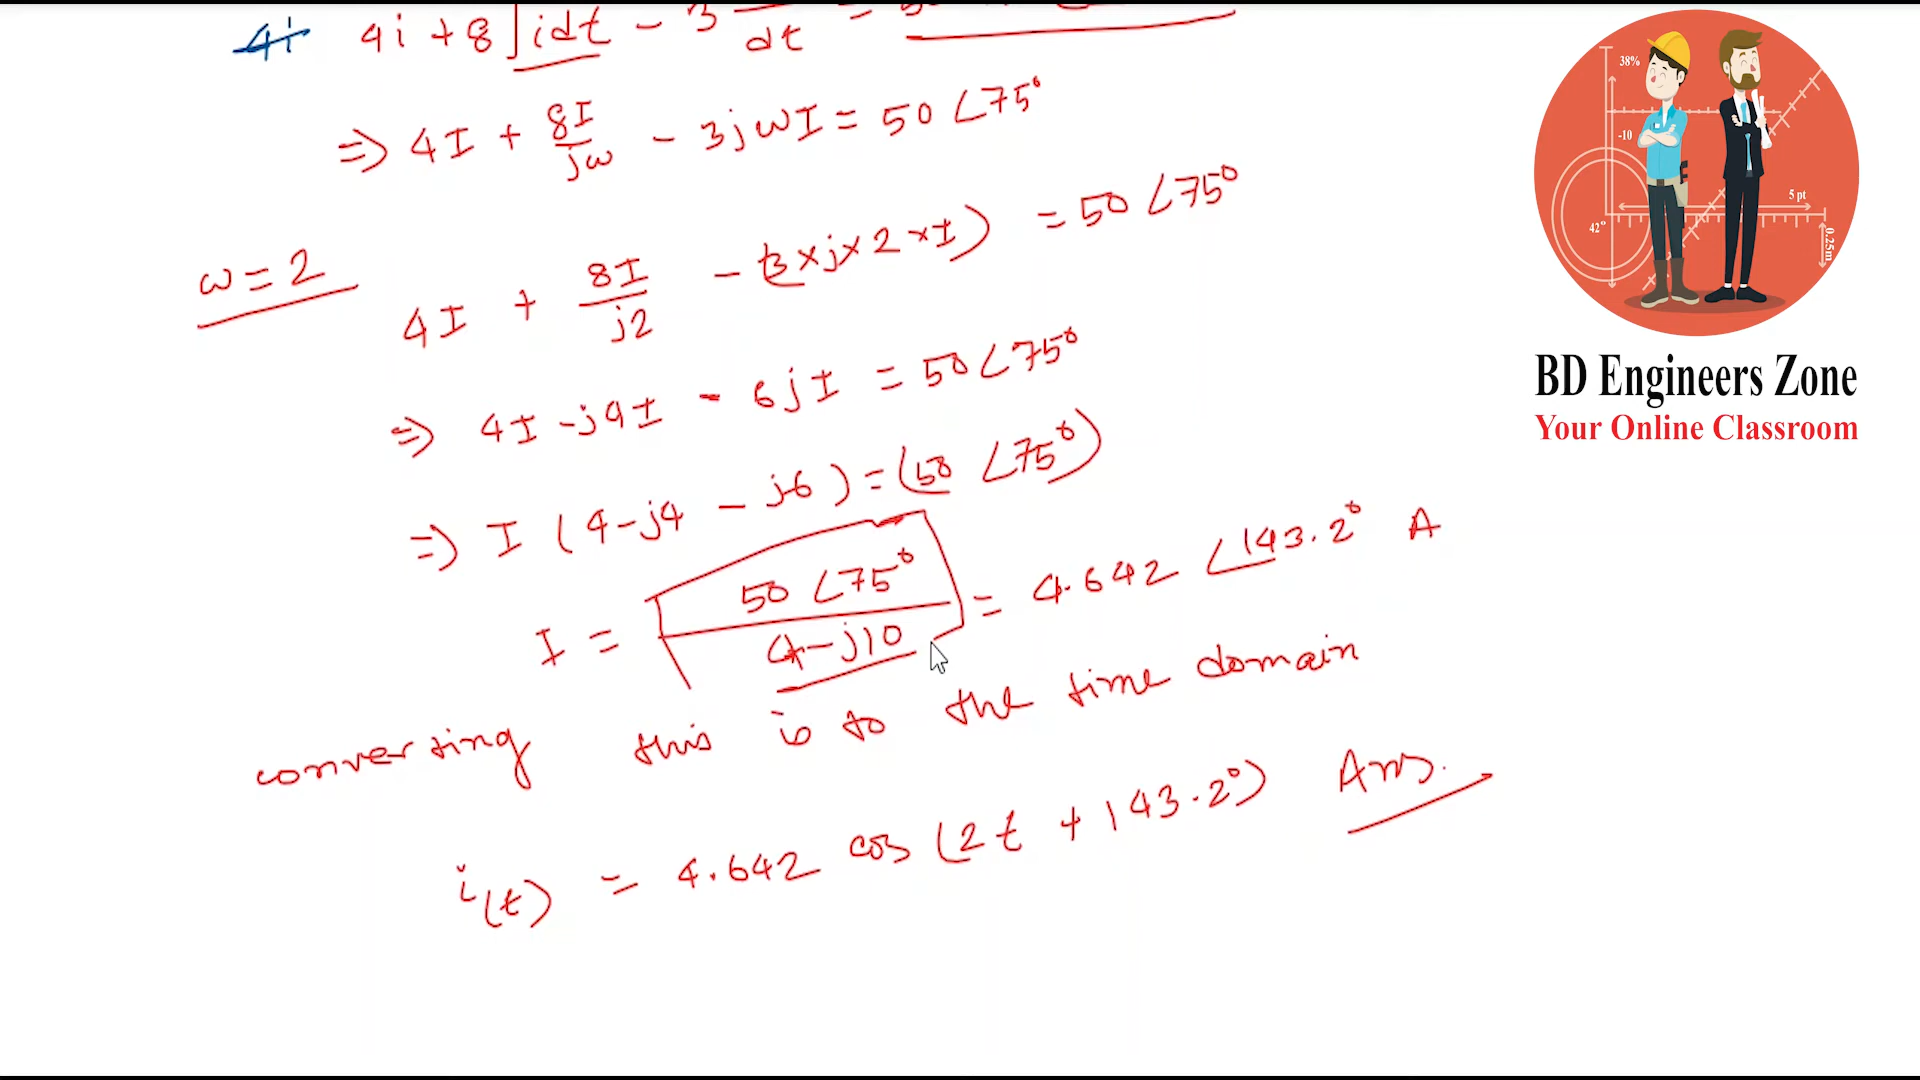 4i 4i + 8∫idt - 3 /dt =
⇒ 4I + 8I/jω - 3jωI = 50∠75°
ω = 2
4I + 8I/j2 - (3×j×2×I) = 50∠75°
⇒ 4I - j4I - 6jI = 50∠75°
⇒ I (4 - j4 - j6) = (50∠75°)
I = 50∠75°/4-j10 = 4.642∠143.2° A
converting this is to the time domain
i(t) = 4.642 cos (2t + 143.2°) Ans.
38%
-10
5 pt
42°
0.25m
BD Engineers Zone
Your Online Classroom